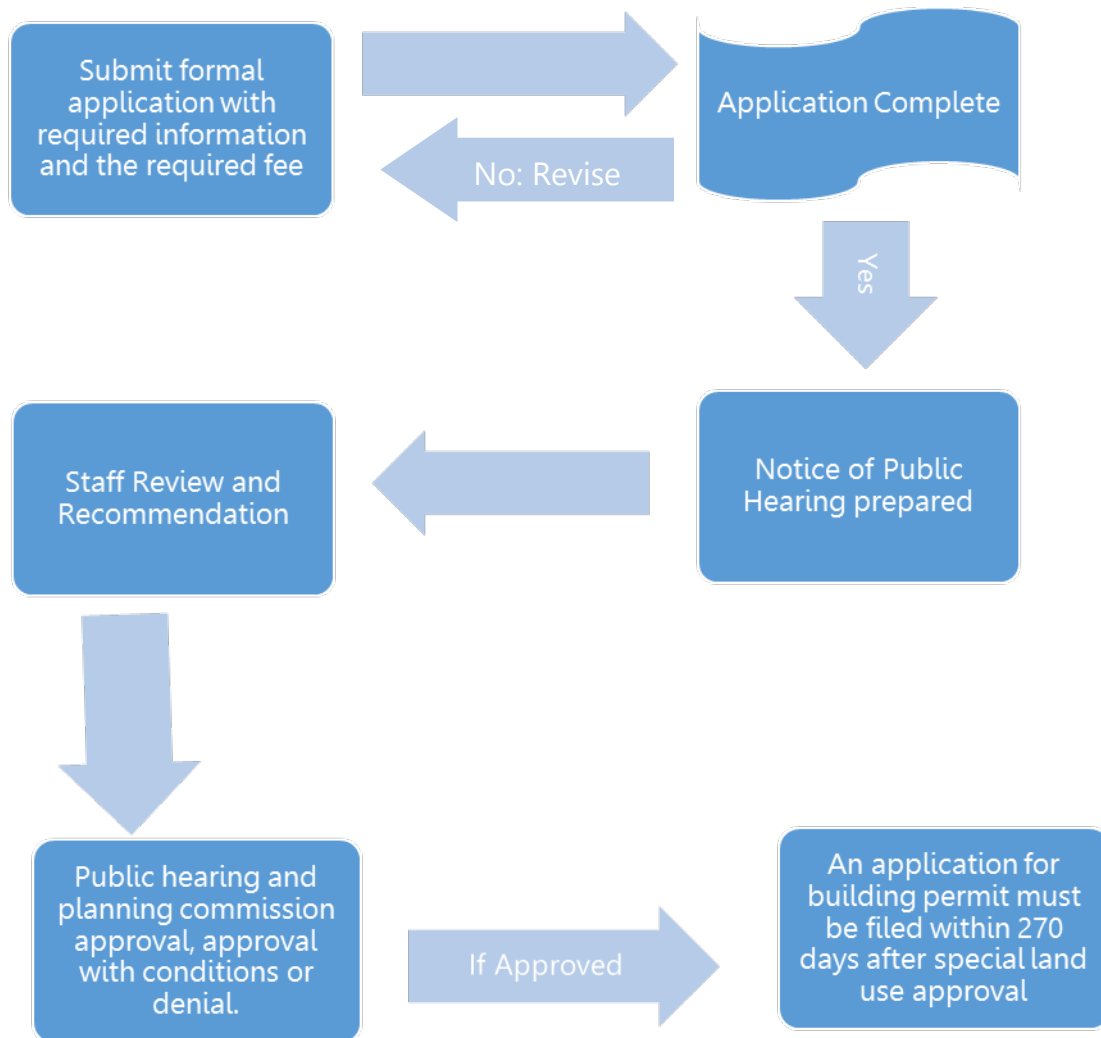 Submit formal
application with
required information
and the required fee
Application Complete
No: Revise
Yes
Staff Review and
Recommendation
Notice of Public
Hearing prepared
Public hearing and
planning commission
approval, approval
with conditions or
denial.
If Approved
An application for
building permit must
be filed within 270
days after special land
use approval